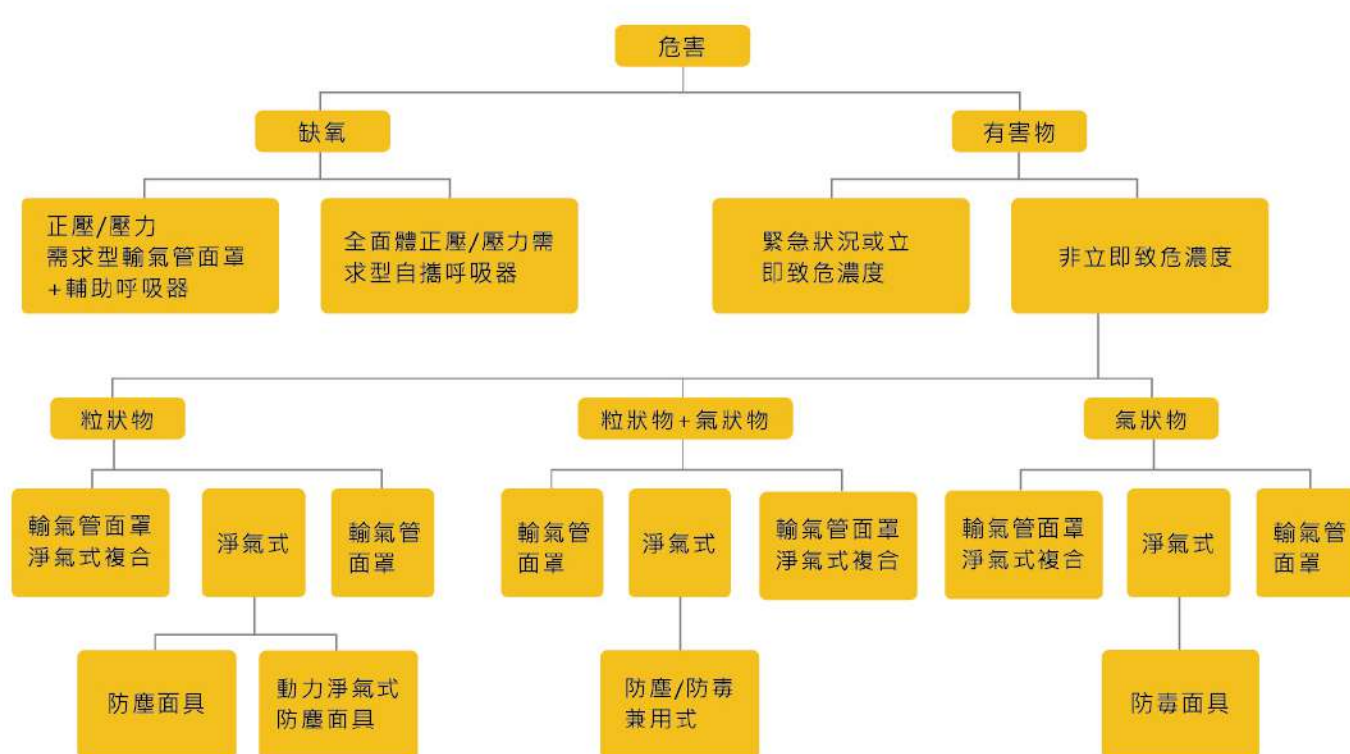 危害
缺氧
有害物
正壓/壓力
需求型輸氣管面罩
+輔助呼吸器
全面體正壓/壓力需
求型自攜呼吸器
緊急狀況或立
即致危濃度
非立即致危濃度
粒狀物
粒狀物+氣狀物
氣狀物
輸氣管面罩
淨氣式複合
淨氣式
輸氣管
面罩
輸氣管
面罩
淨氣式
輸氣管面罩
淨氣式複合
輸氣管面罩
淨氣式複合
淨氣式
輸氣管
面罩
防塵面具
動力淨氣式
防塵面具
防塵/防毒
兼用式
防毒面具